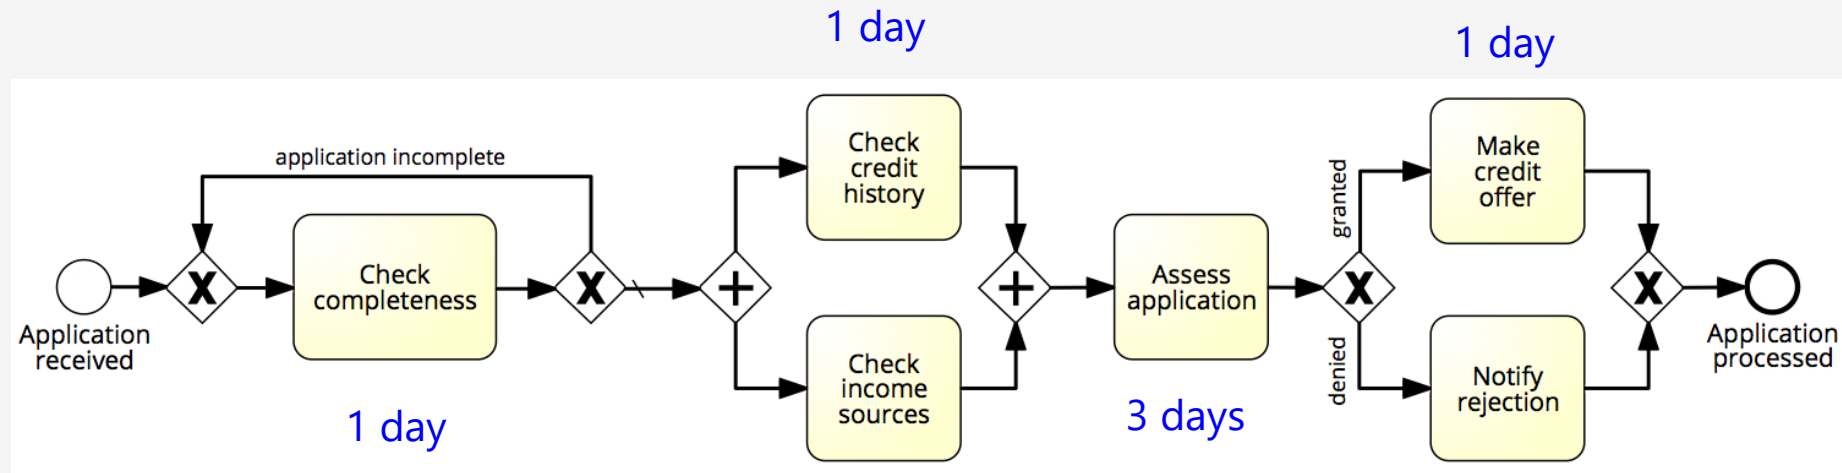 1 day
1 day
application incomplete
Check
credit
history
granted
Make
credit
offer
Application
received
X
Check
completeness
X
+
+
Assess
application
X
X
Application
processed
Check
income
sources
denied
Notify
rejection
1 day
3 days